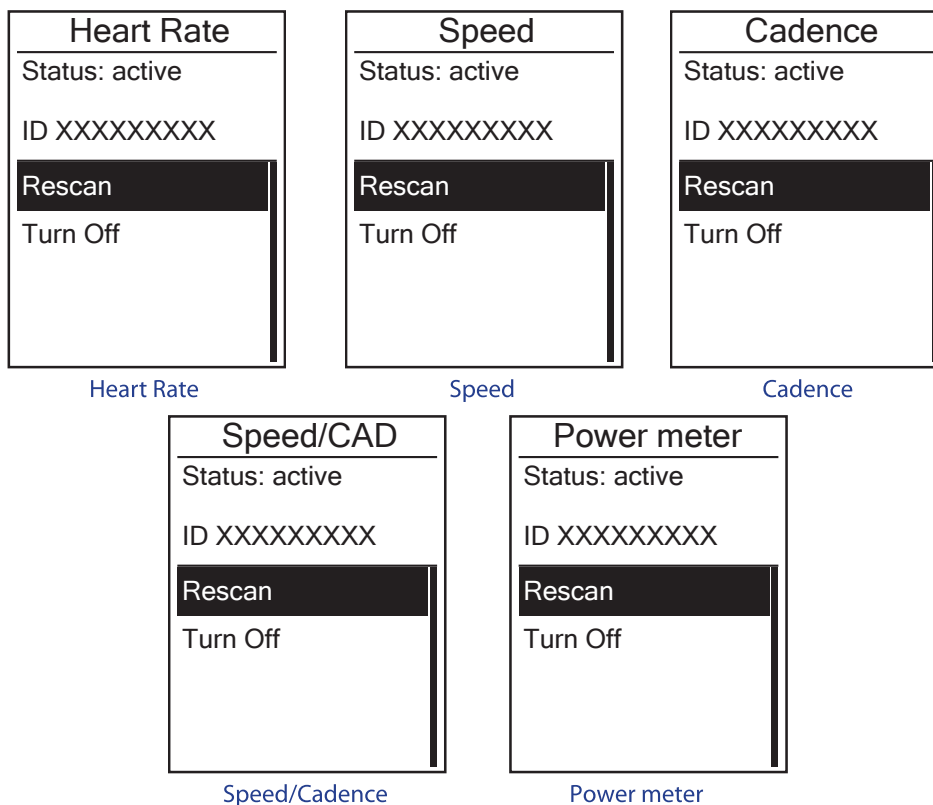 Heart Rate
Status: active
ID XXXXXXXXX
Rescan
Turn Off
Heart Rate
Speed
Status: active
ID XXXXXXXXX
Rescan
Turn Off
Speed
Cadence
Status: active
ID XXXXXXXXX
Rescan
Turn Off
Cadence
Speed/CAD
Status: active
ID XXXXXXXXX
Rescan
Turn Off
Speed/Cadence
Power meter
Status: active
ID XXXXXXXXX
Rescan
Turn Off
Power meter